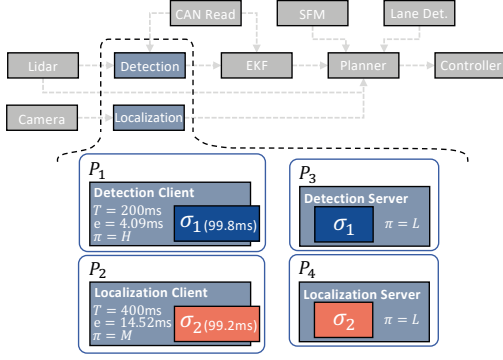 CAN Read
SFM
Lane Det.
Lidar
Detection
EKF
Planner
Controller
Camera
Localization
P₁
Detection Client
T = 200ms
e = 4.09ms
π = H
σ₁(99.8ms)
P₃
Detection Server
σ₁
π = L
P₂
Localization Client
T = 400ms
e = 14.52ms
π = M
σ₂(99.2ms)
P₄
Localization Server
σ₂
π = L